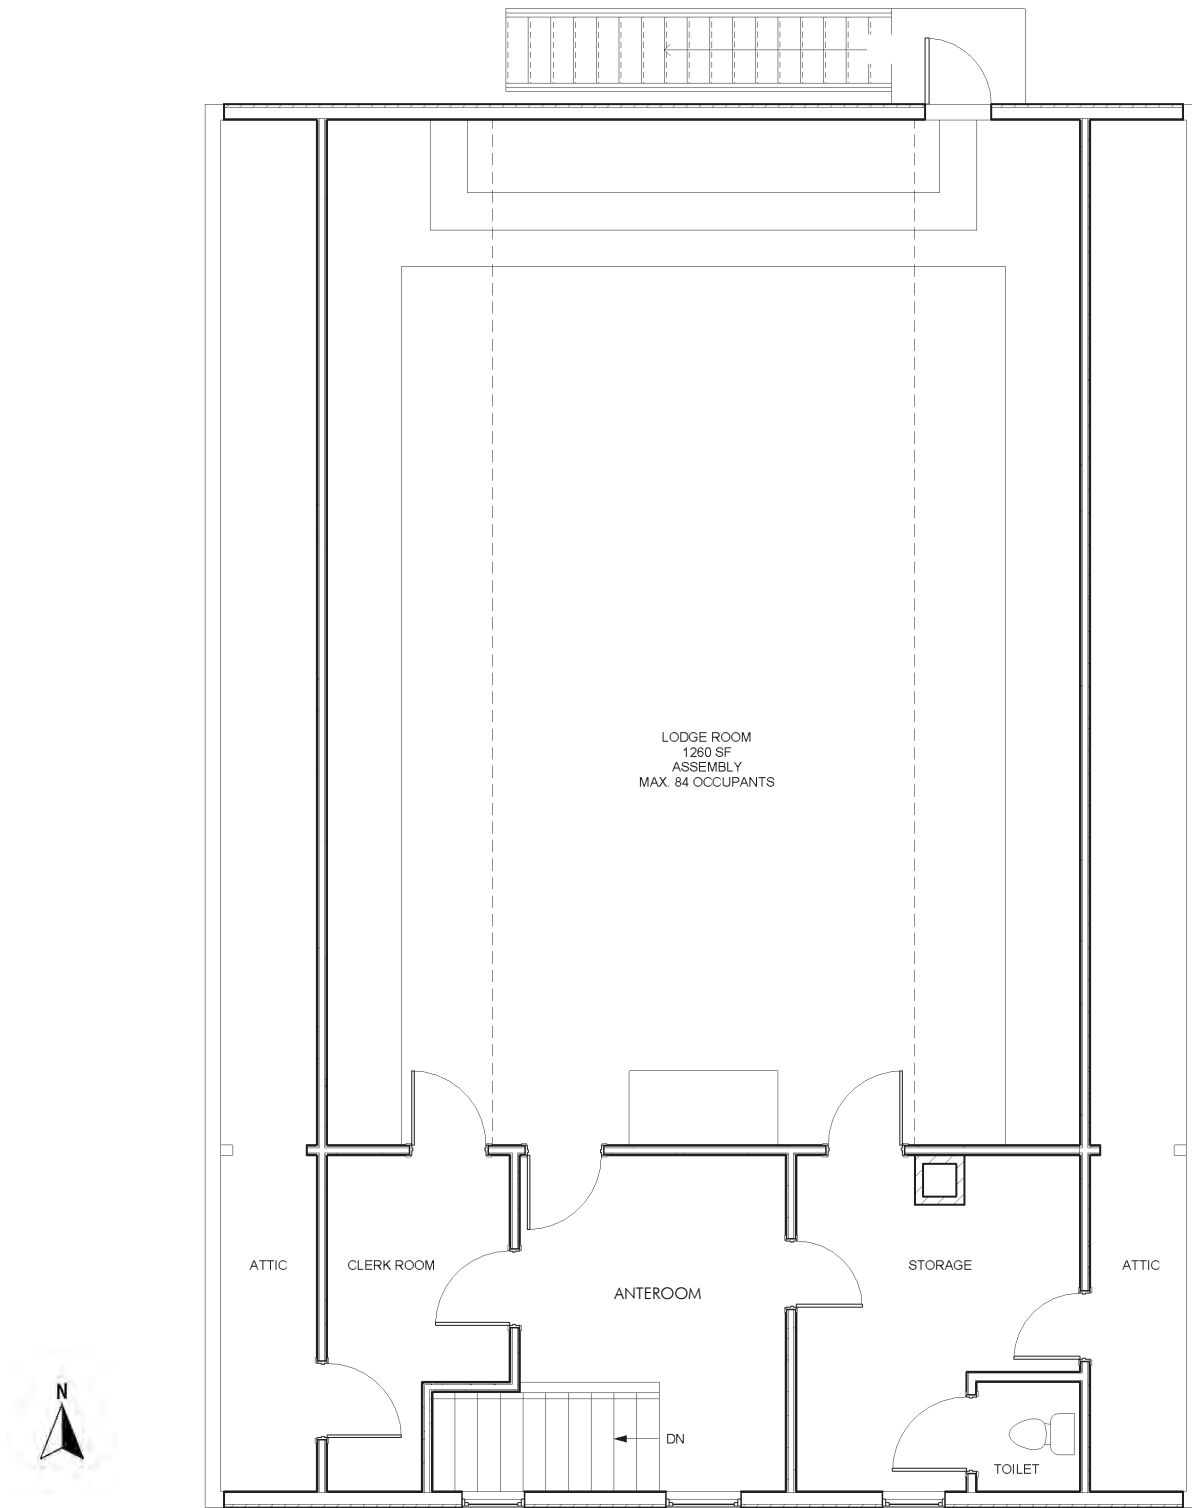 LODGE ROOM
1260 SF
ASSEMBLY
MAX. 84 OCCUPANTS
ATTIC
CLERK ROOM
ANTEROOM
STORAGE
ATTIC
N
DN
TOILET